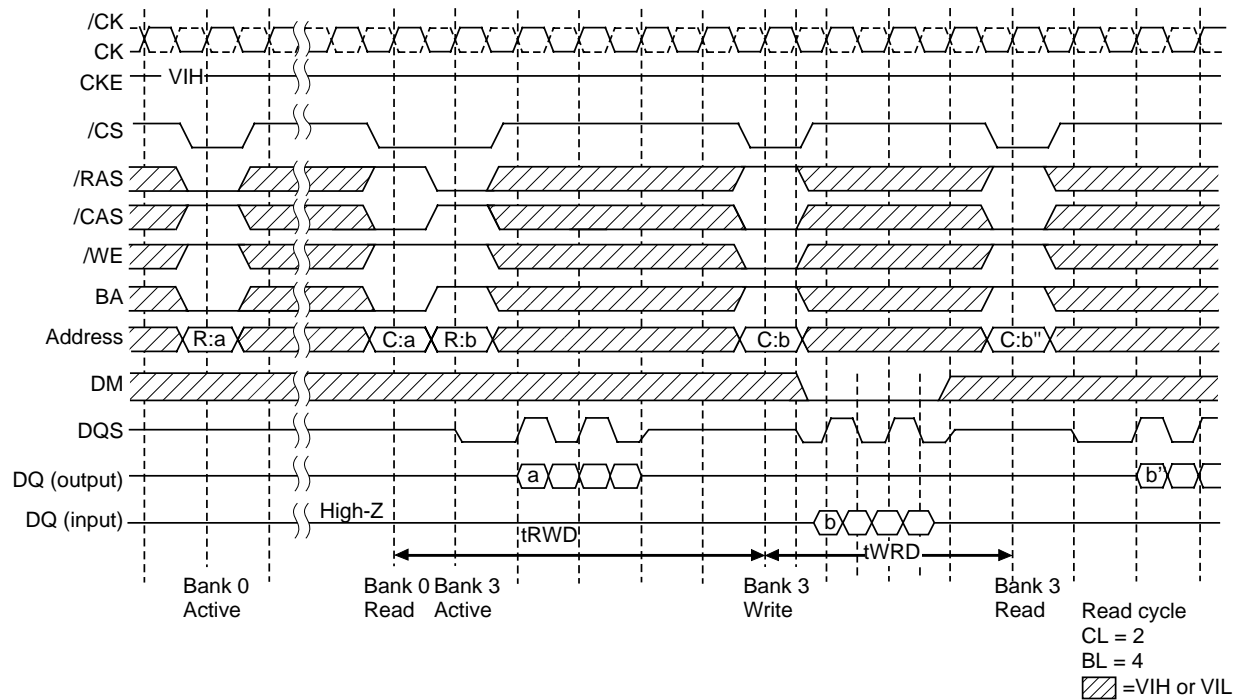 /CK
CK
CKE VIH
/CS
/RAS
/CAS
/WE
BA
Address R:a C:a R:b C:b C:b''
DM
DQS
DQ (output) a b''
DQ (input) High-Z b
tRWD tWRD
Bank 0 Active
Bank 0 Read
Bank 3 Active
Bank 3 Write
Bank 3 Read
Read cycle
CL = 2
BL = 4
=VIH or VIL